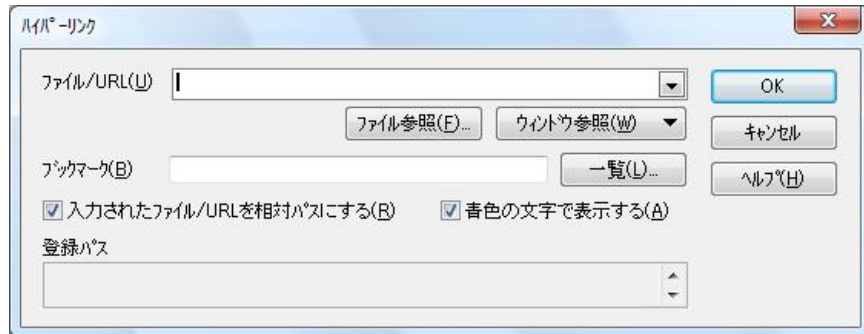 ﾊｲﾊﾟｰﾘﾝｸ
ﾌｧｲﾙ/URL(U)
OK
ﾌｧｲﾙ参照(F)...
ｳｨﾝﾄﾞｳ参照(W)
ｷｬﾝｾﾙ
ﾌﾞｯｸﾏｰｸ(B)
一覧(L)...
ﾍﾙﾌﾟ(H)
入力されたﾌｧｲﾙ/URLを相対ﾊﾟｽにする(R)
青色の文字で表示する(A)
登録ﾊﾟｽ